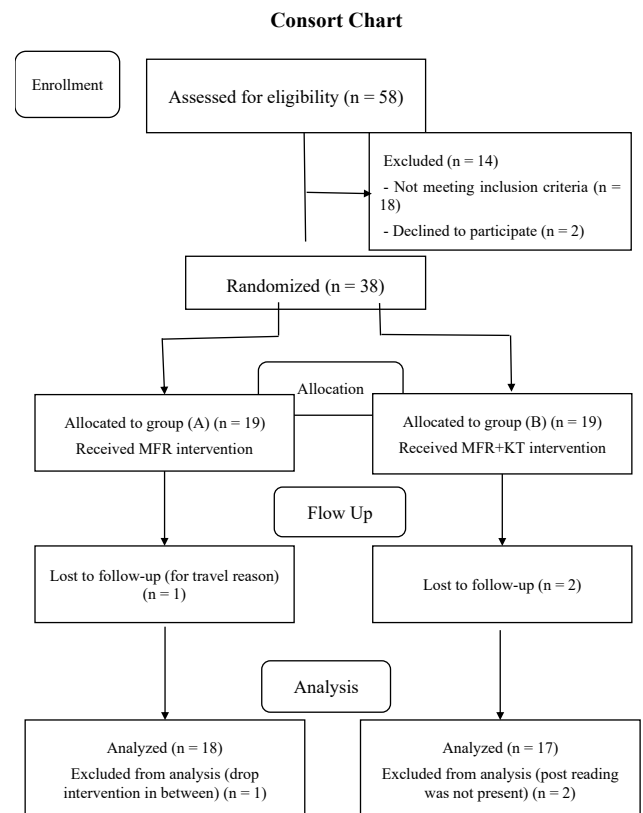 Consort Chart
Enrollment
Assessed for eligibility (n = 58)
Excluded (n = 14)
- Not meeting inclusion criteria (n =
18)
- Declined to participate (n = 2)
Randomized (n = 38)
Allocation
Allocated to group (A) (n = 19)
Received MFR intervention
Allocated to group (B) (n = 19)
Received MFR+KT intervention
Flow Up
Lost to follow-up (for travel reason)
(n = 1)
Lost to follow-up (n = 2)
Analysis
Analyzed (n = 18)
Excluded from analysis (drop
intervention in between) (n = 1)
Analyzed (n = 17)
Excluded from analysis (post reading
was not present) (n = 2)